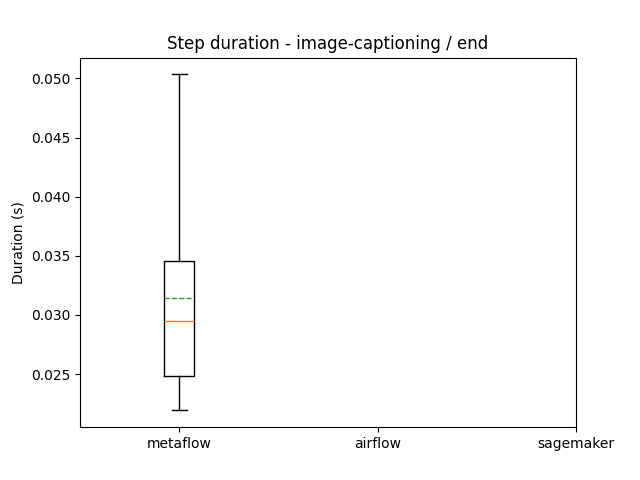 Step duration - image-captioning / end
0.050
0.045
0.040
0.035
0.030
0.025
Duration (s)
metaflow
airflow
sagemaker